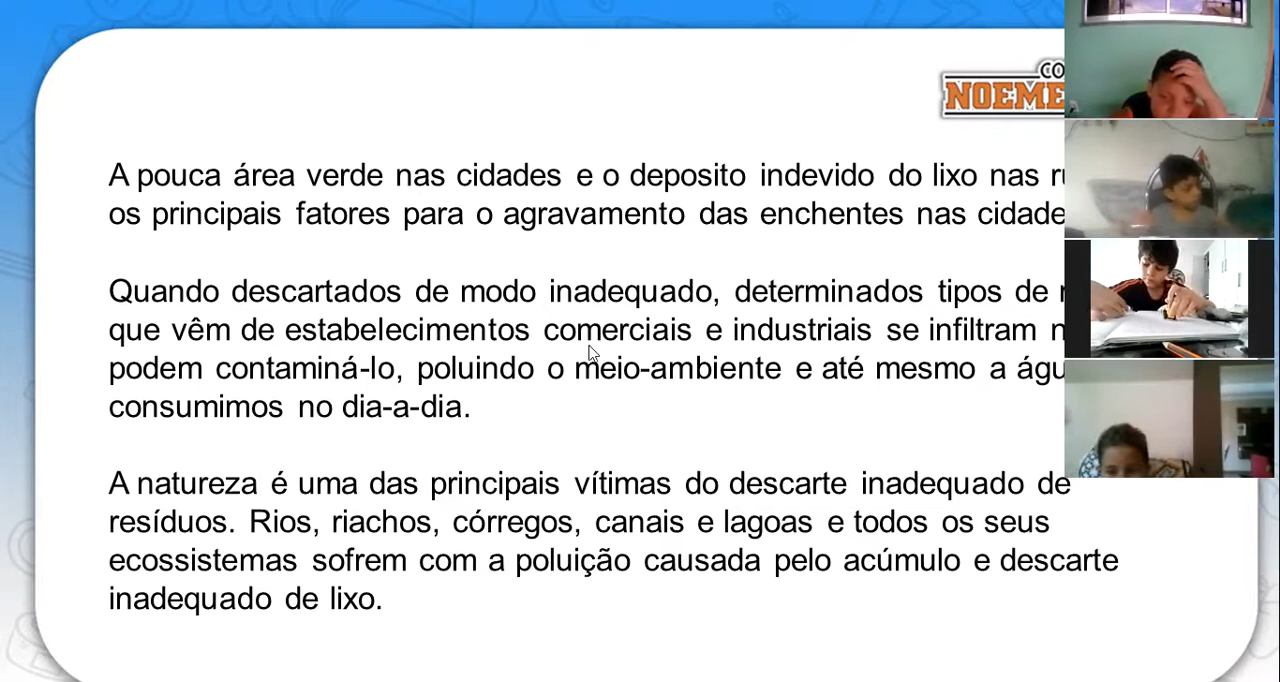 CO
NOEME
A pouca área verde nas cidades e o deposito indevido do lixo nas
os principais fatores para o agravamento das enchentes nas cidade
Quando descartados de modo inadequado, determinados tipos de
que vêm de estabelecimentos comerciais e industriais se infiltram
podem contaminá-lo, poluindo o meio-ambiente e até mesmo a águ
consumimos no dia-a-dia.
A natureza é uma das principais vítimas do descarte inadequado de
resíduos. Rios, riachos, córregos, canais e lagoas e todos os seus
ecossistemas sofrem com a poluição causada pelo acúmulo e descarte
inadequado de lixo.